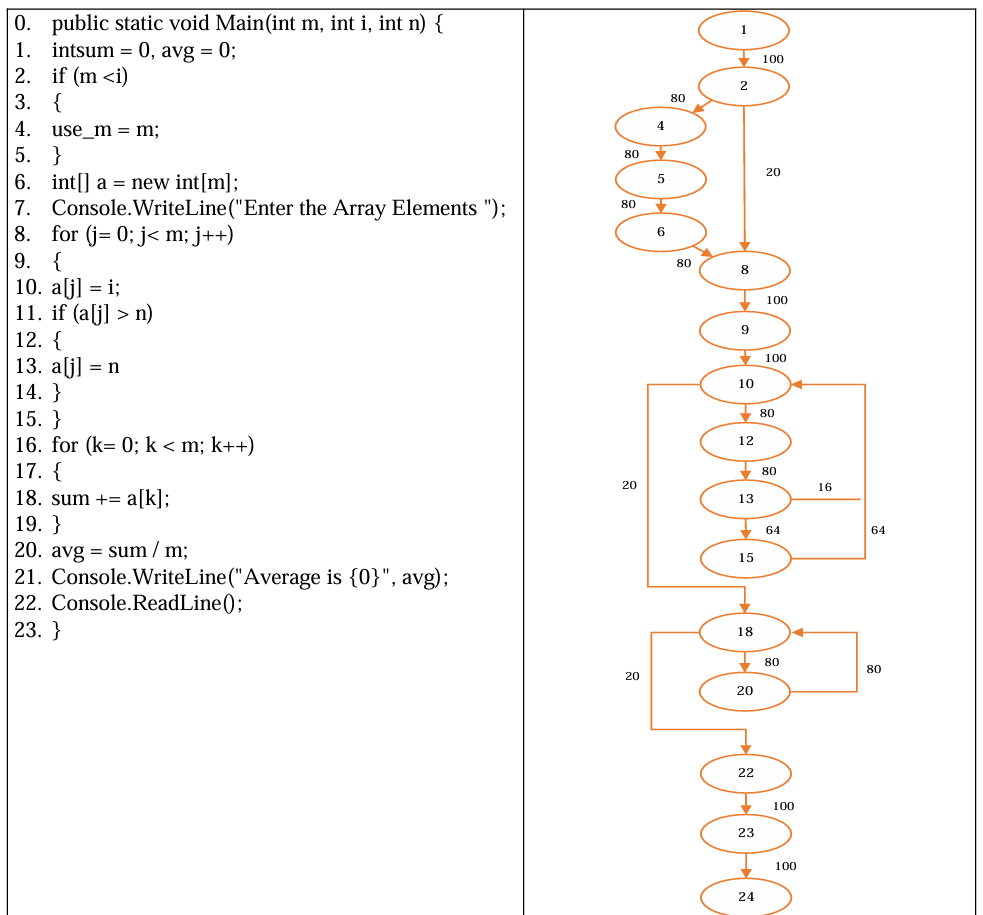 0. public static void Main(int m, int i, int n) {
1. intsum = 0, avg = 0;
2. if (m <i)
3. {
4. use_m = m;
5. }
6. int[] a = new int[m];
7. Console.WriteLine("Enter the Array Elements ");
8. for (j= 0; j< m; j++)
9. {
10. a[j] = i;
11. if (a[j] > n)
12. {
13. a[j] = n
14. }
15. }
16. for (k= 0; k < m; k++)
17. {
18. sum += a[k];
19. }
20. avg = sum / m;
21. Console.WriteLine("Average is {0}", avg);
22. Console.ReadLine();
23. }
1
100
2
80
4
80
20
5
80
6
80
8
100
9
100
10
80
12
80
20
13
16
64
64
15
18
80
20
80
20
22
100
23
100
24